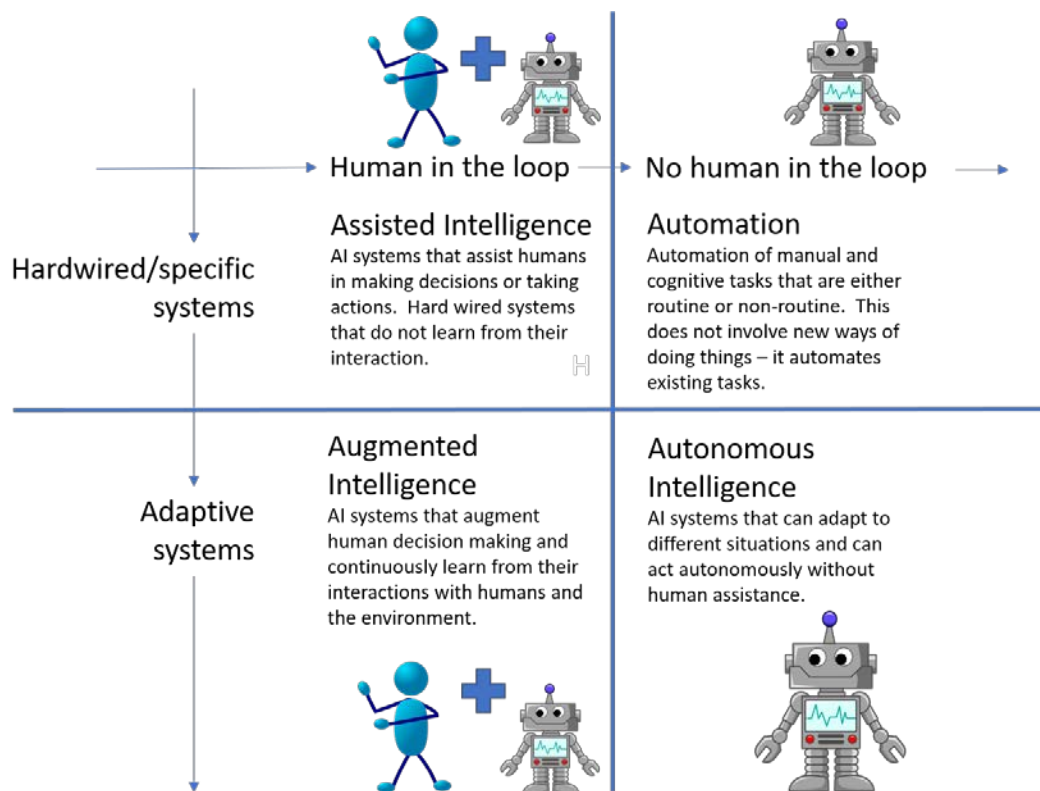 Human in the loop
No human in the loop
Hardwired/specific
systems
Assisted Intelligence
AI systems that assist humans
in making decisions or taking
actions.  Hard wired systems
that do not learn from their
interaction.
H
Automation
Automation of manual and
cognitive tasks that are either
routine or non-routine.  This
does not involve new ways of
doing things – it automates
existing tasks.
Adaptive
systems
Augmented
Intelligence
AI systems that augment
human decision making and
continuously learn from their
interactions with humans and
the environment.
Autonomous
Intelligence
AI systems that can adapt to
different situations and can
act autonomously without
human assistance.